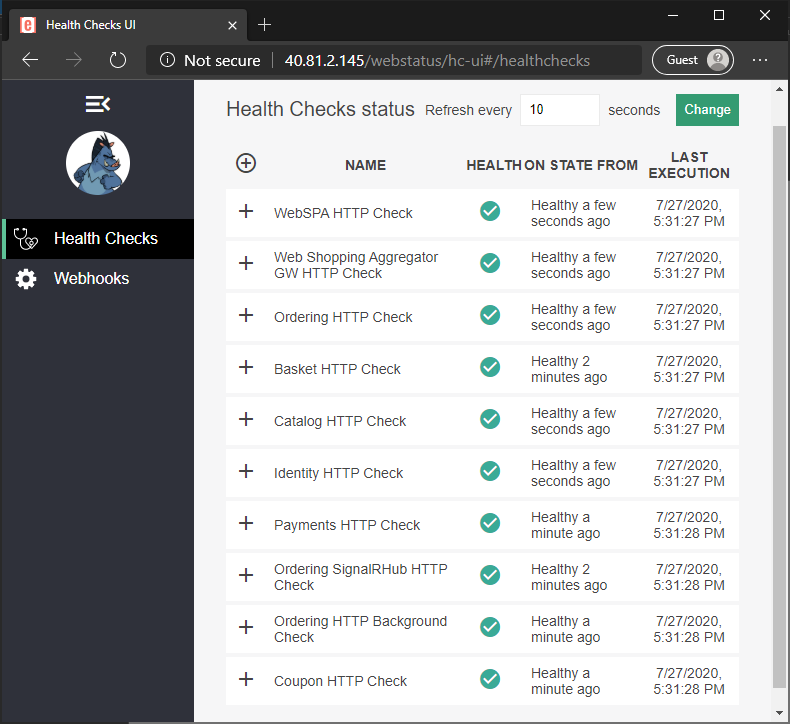 Health Checks UI
Not secure
40.81.2.145/webstatus/hc-ui#/healthchecks
Guest
Health Checks status Refresh every 10 seconds Change
NAME HEALTH ON STATE FROM LAST
EXECUTION
Health Checks
Webhooks
WebSPA HTTP Check
Healthy a few
seconds ago
7/27/2020,
5:31:27 PM
Web Shopping Aggregator
GW HTTP Check
Healthy a few
seconds ago
7/27/2020,
5:31:27 PM
Ordering HTTP Check
Healthy a few
seconds ago
7/27/2020,
5:31:27 PM
Basket HTTP Check
Healthy 2
minutes ago
7/27/2020,
5:31:27 PM
Catalog HTTP Check
Healthy a few
seconds ago
7/27/2020,
5:31:27 PM
Identity HTTP Check
Healthy a few
seconds ago
7/27/2020,
5:31:27 PM
Payments HTTP Check
Healthy a
minute ago
7/27/2020,
5:31:28 PM
Ordering SignalRHub HTTP
Check
Healthy 2
minutes ago
7/27/2020,
5:31:28 PM
Ordering HTTP Background
Check
Healthy a
minute ago
7/27/2020,
5:31:28 PM
Coupon HTTP Check
Healthy a
minute ago
7/27/2020,
5:31:28 PM